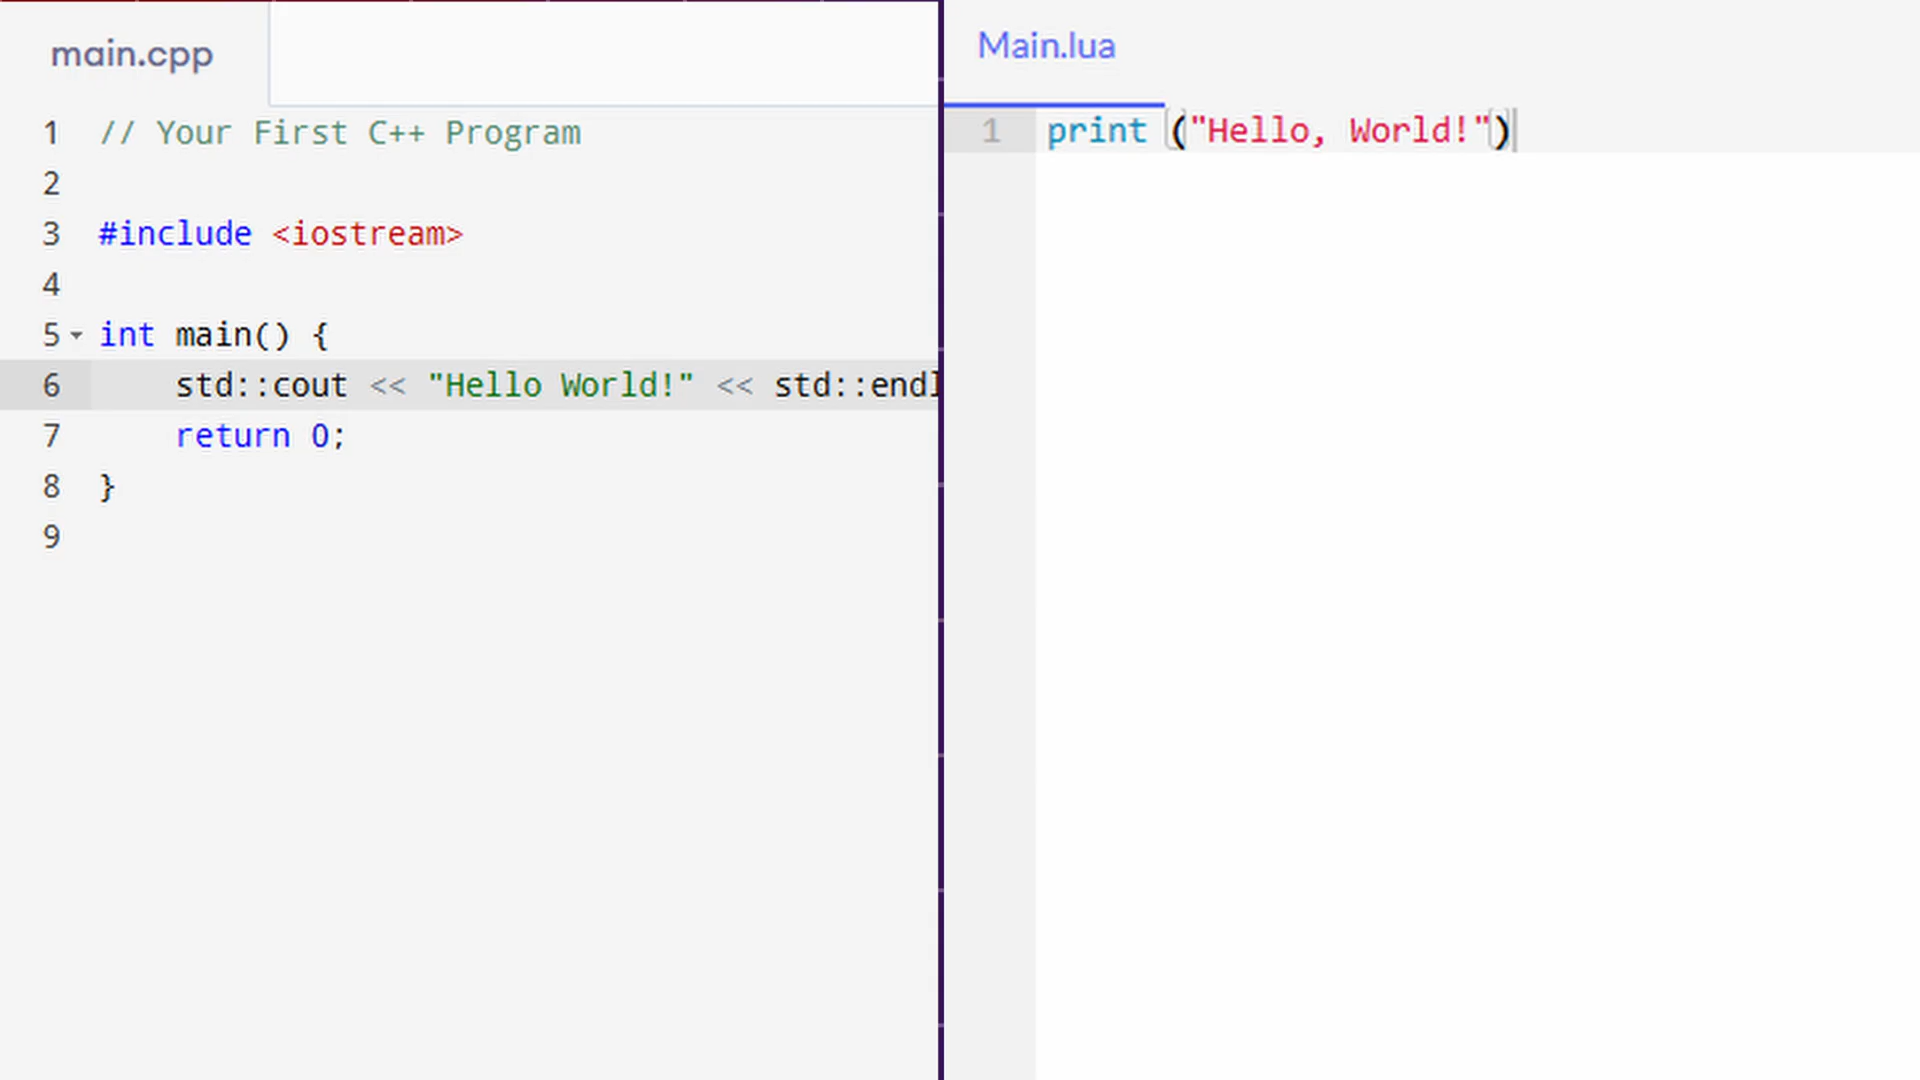 main.cpp
1 // Your First C++ Program
2
3 #include <iostream>
4
5 int main() {
6     std::cout << "Hello World!" << std::endl
7     return 0;
8 }
9
Main.lua
1 print ("Hello, World!")